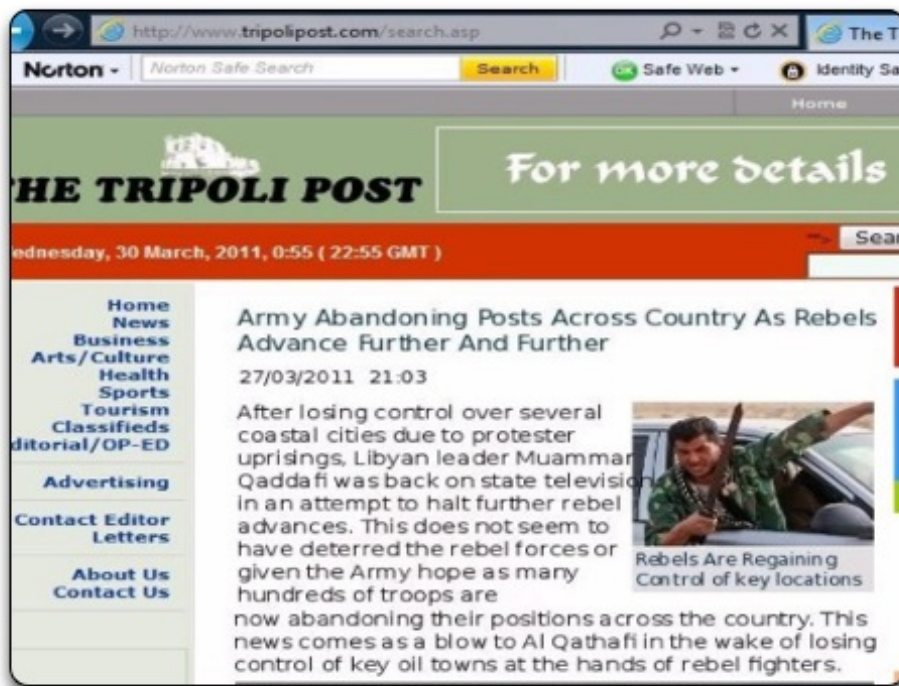 http://www.tripolipost.com/search.asp
The T
Norton
Norton Safe Search
Search
Safe Web
Identity Sa
Home
HE TRIPOLI POST
For more details
ednesday, 30 March, 2011, 0:55 ( 22:55 GMT )
"">
Sear
Home
News
Business
Arts/Culture
Health
Sports
Tourism
Classifieds
ditorial/OP-ED
Advertising
Contact Editor
Letters
About Us
Contact Us
Army Abandoning Posts Across Country As Rebels
Advance Further And Further
27/03/2011 21:03
After losing control over several
coastal cities due to protester
uprisings, Libyan leader Muammar
Qaddafi was back on state television
in an attempt to halt further rebel
advances. This does not seem to
have deterred the rebel forces or
given the Army hope as many
hundreds of troops are
now abandoning their positions across the country. This
news comes as a blow to Al Qathafi in the wake of losing
control of key oil towns at the hands of rebel fighters.
Rebels Are Regaining
Control of key locations